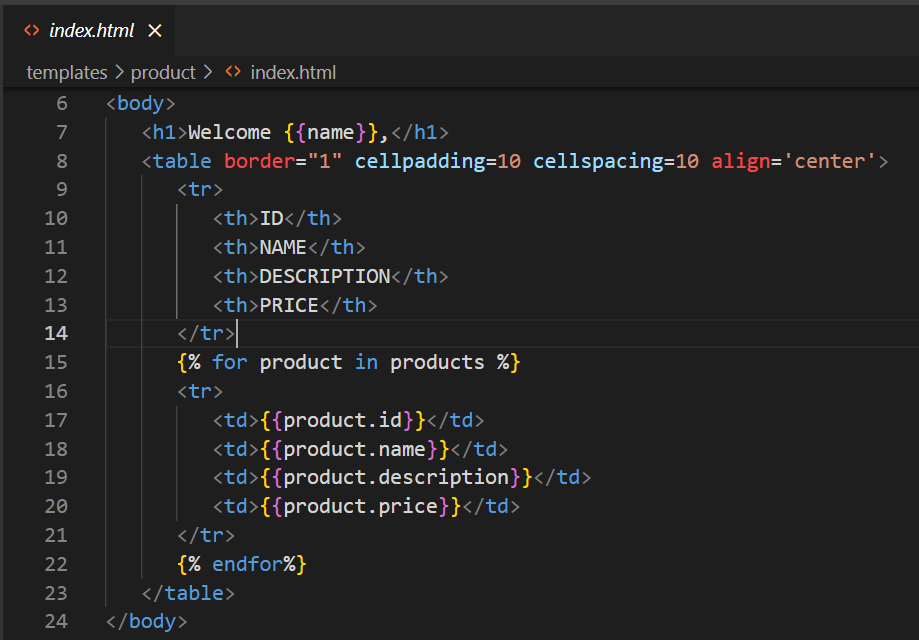 index.html
templates > product > index.html
6 <body>
7 <h1>Welcome {{name}},</h1>
8 <table border="1" cellpadding=10 cellspacing=10 align='center'>
9 <tr>
10 <th>ID</th>
11 <th>NAME</th>
12 <th>DESCRIPTION</th>
13 <th>PRICE</th>
14 </tr>
15 {% for product in products %}
16 <tr>
17 <td>{{product.id}}</td>
18 <td>{{product.name}}</td>
19 <td>{{product.description}}</td>
20 <td>{{product.price}}</td>
21 </tr>
22 {% endfor%}
23 </table>
24 </body>